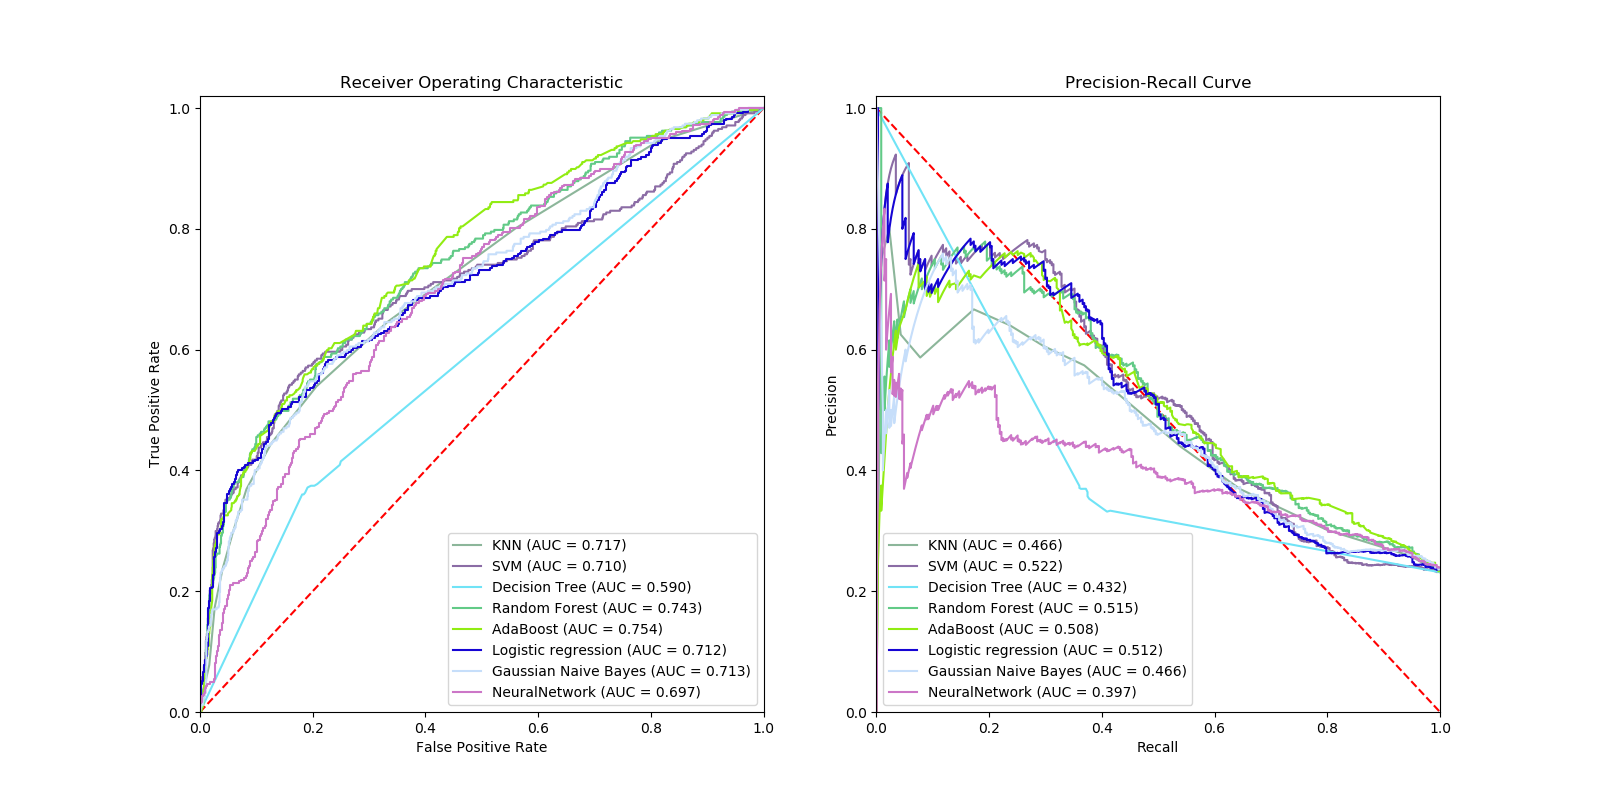 Receiver Operating Characteristic
1.0
0.8
0.6
0.4
0.2
0.0
True Positive Rate
KNN (AUC = 0.717)
SVM (AUC = 0.710)
Decision Tree (AUC = 0.590)
Random Forest (AUC = 0.743)
AdaBoost (AUC = 0.754)
Logistic regression (AUC = 0.712)
Gaussian Naive Bayes (AUC = 0.713)
NeuralNetwork (AUC = 0.697)
0.0 0.2 0.4 0.6 0.8 1.0
False Positive Rate
Precision-Recall Curve
1.0
0.8
0.6
0.4
0.2
0.0
Precision
KNN (AUC = 0.466)
SVM (AUC = 0.522)
Decision Tree (AUC = 0.432)
Random Forest (AUC = 0.515)
AdaBoost (AUC = 0.508)
Logistic regression (AUC = 0.512)
Gaussian Naive Bayes (AUC = 0.466)
NeuralNetwork (AUC = 0.397)
0.0 0.2 0.4 0.6 0.8 1.0
Recall